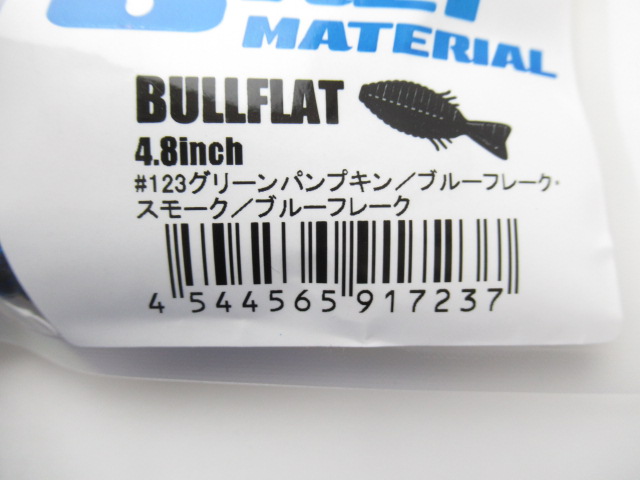 MATERIAL
BULLFLAT
4.8inch
#123グリーンパンプキン／ブルーフレーク・
スモーク／ブルーフレーク
4 544565 917237